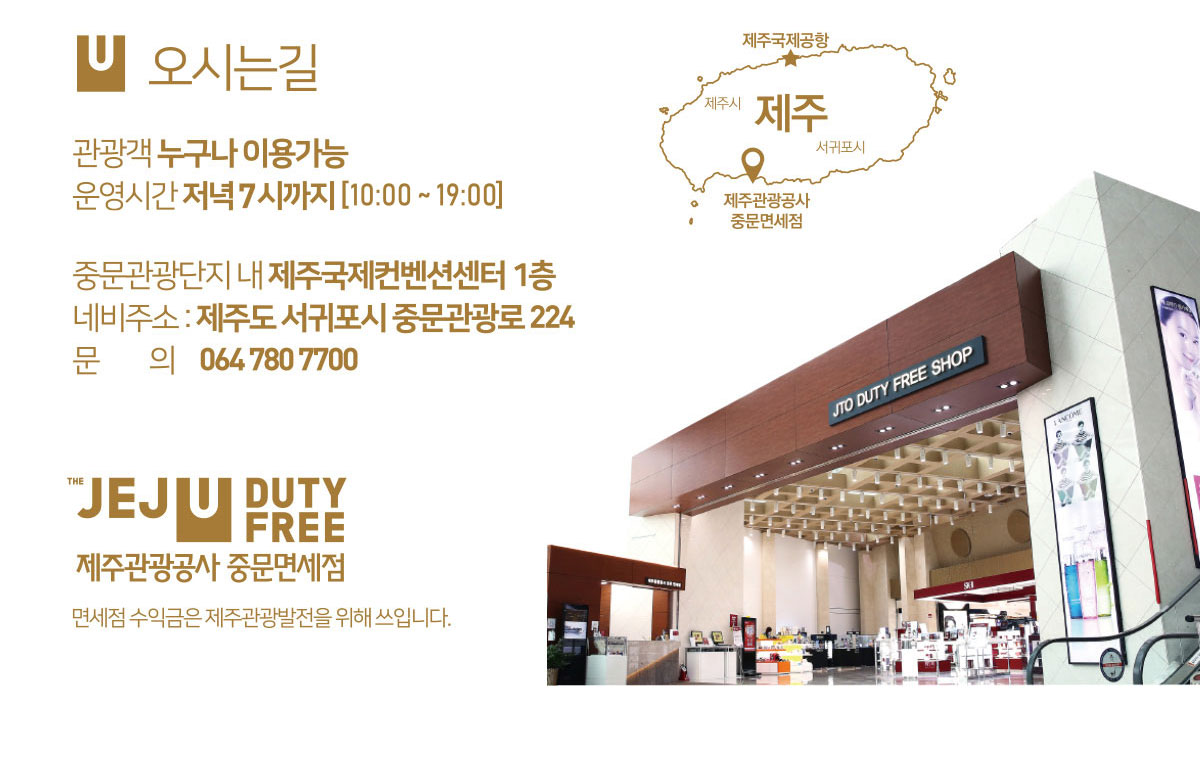 U 오시는길
관광객 누구나 이용가능
운영시간 저녁 7시까지 [10:00 ~ 19:00]
중문관광단지 내 제주국제컨벤션센터 1층
네비주소 : 제주도 서귀포시 중문관광로 224
문 의 064 780 7700
THE JEJU DUTY FREE
제주관광공사 중문면세점
면세점 수익금은 제주관광발전을 위해 쓰입니다.
제주국제공항
제주시
제주
서귀포시
제주관광공사
중문면세점
JTO DUTY FREE SHOP
LANCOME
SK-II